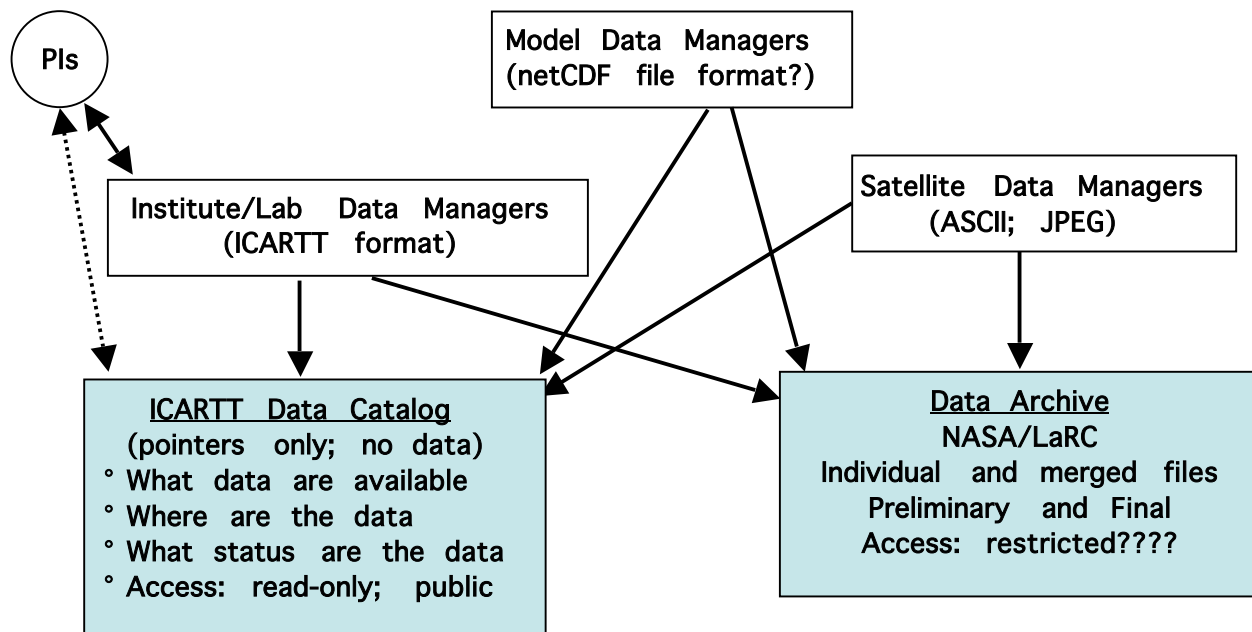 PIs
Model Data Managers
(netCDF file format?)
Institute/Lab Data Managers
(ICARTT format)
Satellite Data Managers
(ASCII; JPEG)
ICARTT Data Catalog
(pointers only; no data)
° What data are available
° Where are the data
° What status are the data
° Access: read-only; public
Data Archive
NASA/LaRC
Individual and merged files
Preliminary and Final
Access: restricted????